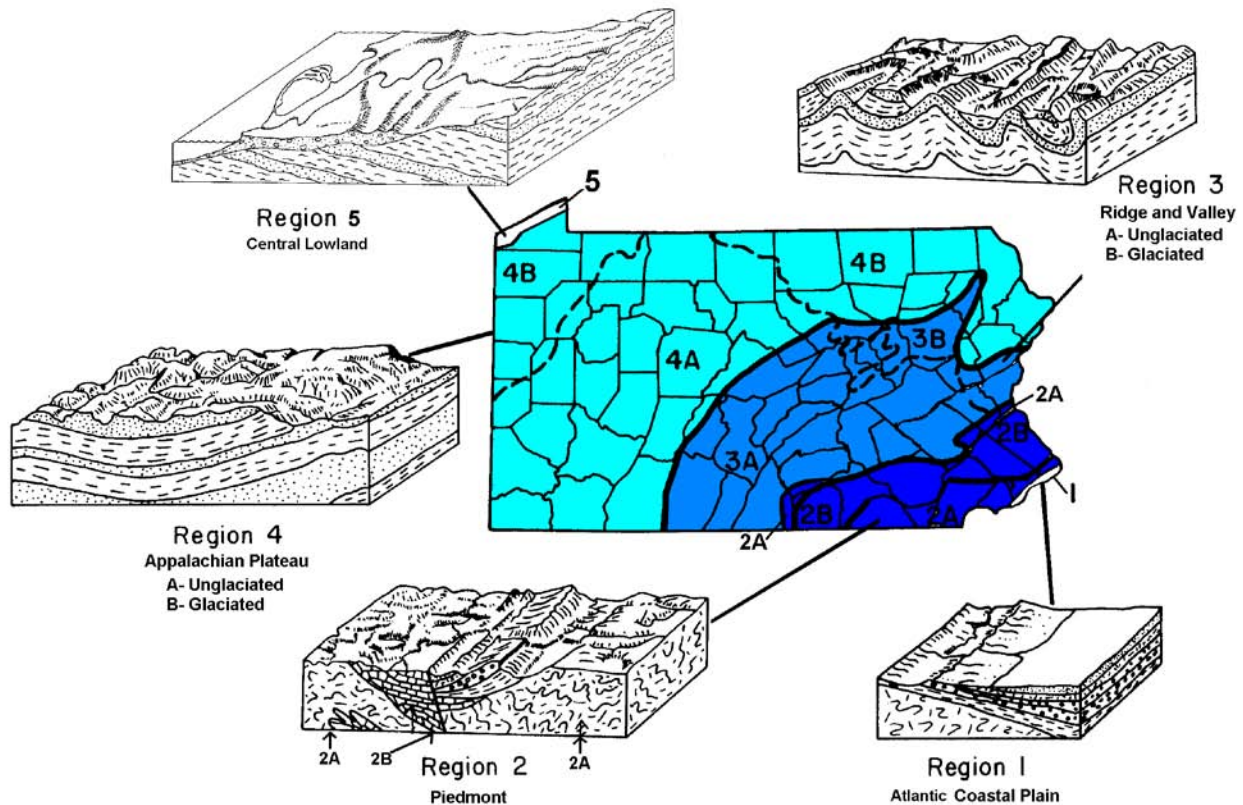 Region 5
Central Lowland
5
Region 3
Ridge and Valley
A- Unglaciated
B- Glaciated
4B
4B
4A
3B
3A
2A
2B
2B
2A
2A
1
Region 4
Appalachian Plateau
A- Unglaciated
B- Glaciated
2A
2B
2A
Region 2
Piedmont
Region 1
Atlantic Coastal Plain